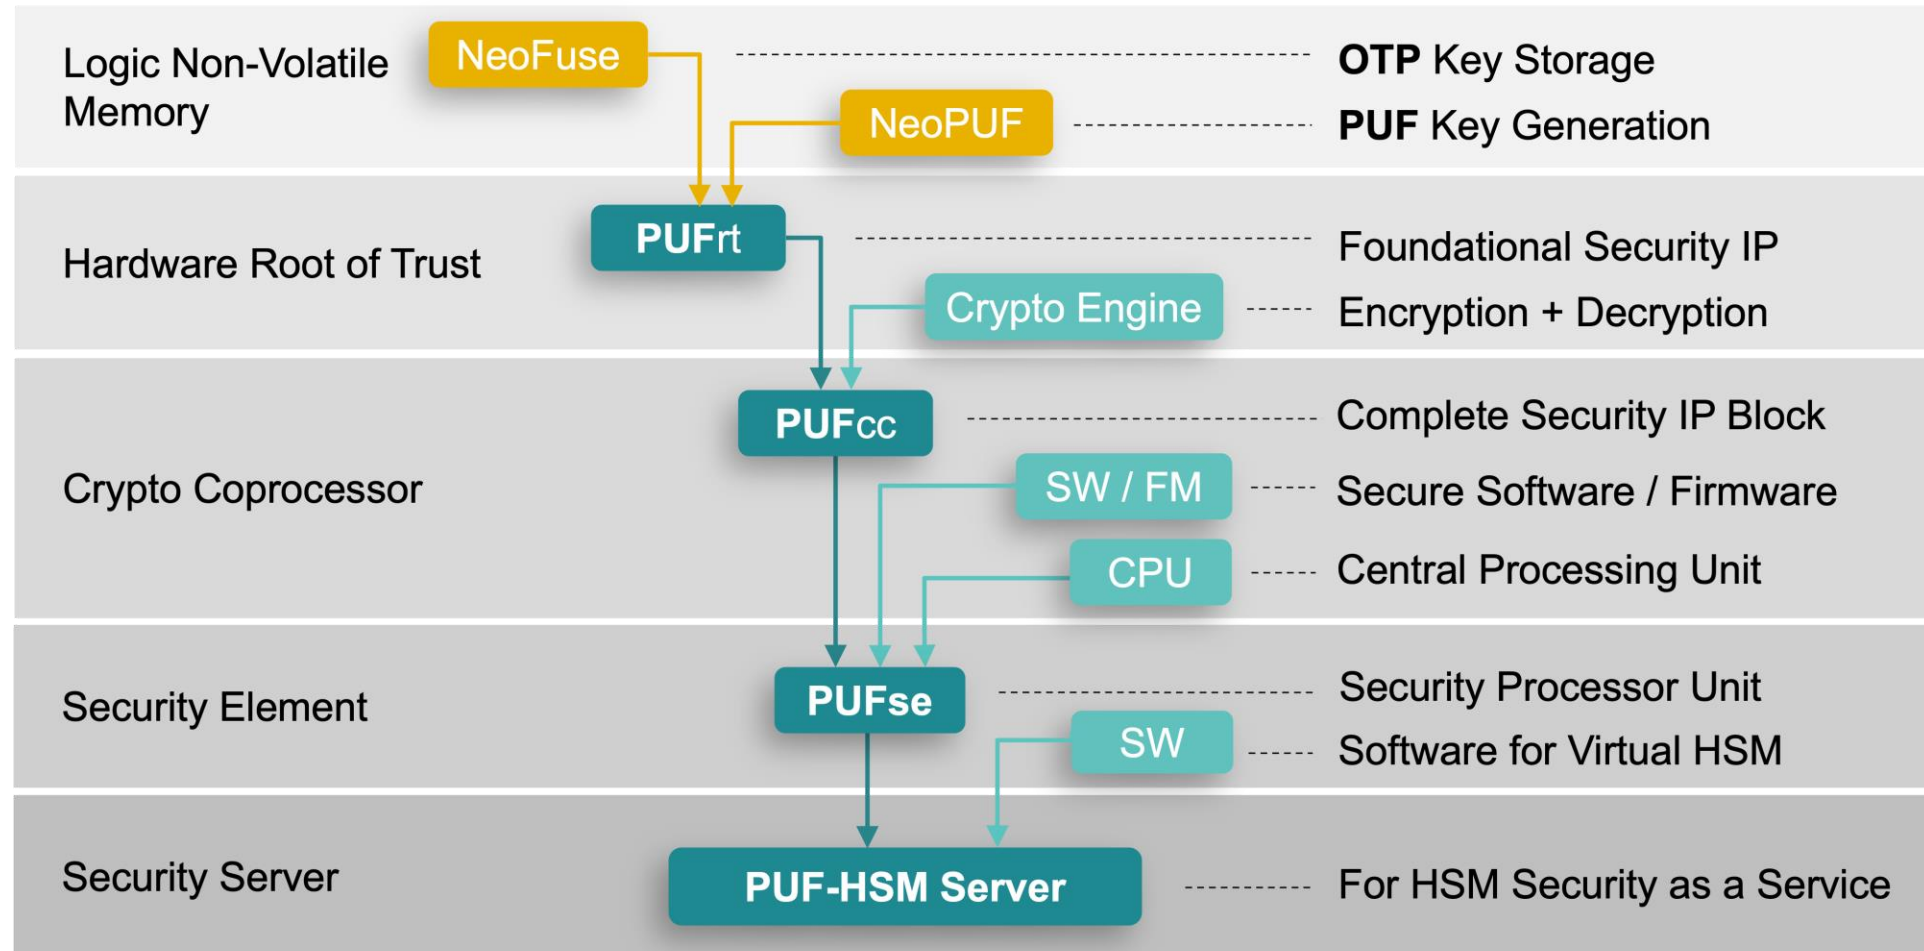 Logic Non-Volatile
Memory
NeoFuse
OTP Key Storage
NeoPUF
PUF Key Generation
Hardware Root of Trust
PUFrt
Foundational Security IP
Crypto Engine
Encryption + Decryption
Crypto Coprocessor
PUFcc
Complete Security IP Block
SW / FM
Secure Software / Firmware
CPU
Central Processing Unit
Security Element
PUFse
Security Processor Unit
SW
Software for Virtual HSM
Security Server
PUF-HSM Server
For HSM Security as a Service